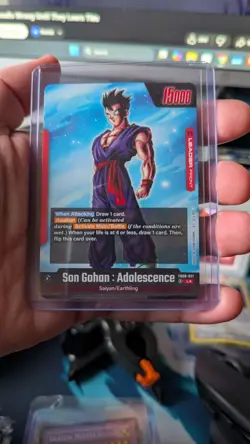 15000
LEADER FRONT
When Attacking Draw 1 card.
Awaken (Can be activated
during Activate Main/Battle if the conditions are
met.) When your life is at 4 or less, draw 1 card. Then,
flip this card over.
Son Gohan : Adolescence
Saiyan/Earthling